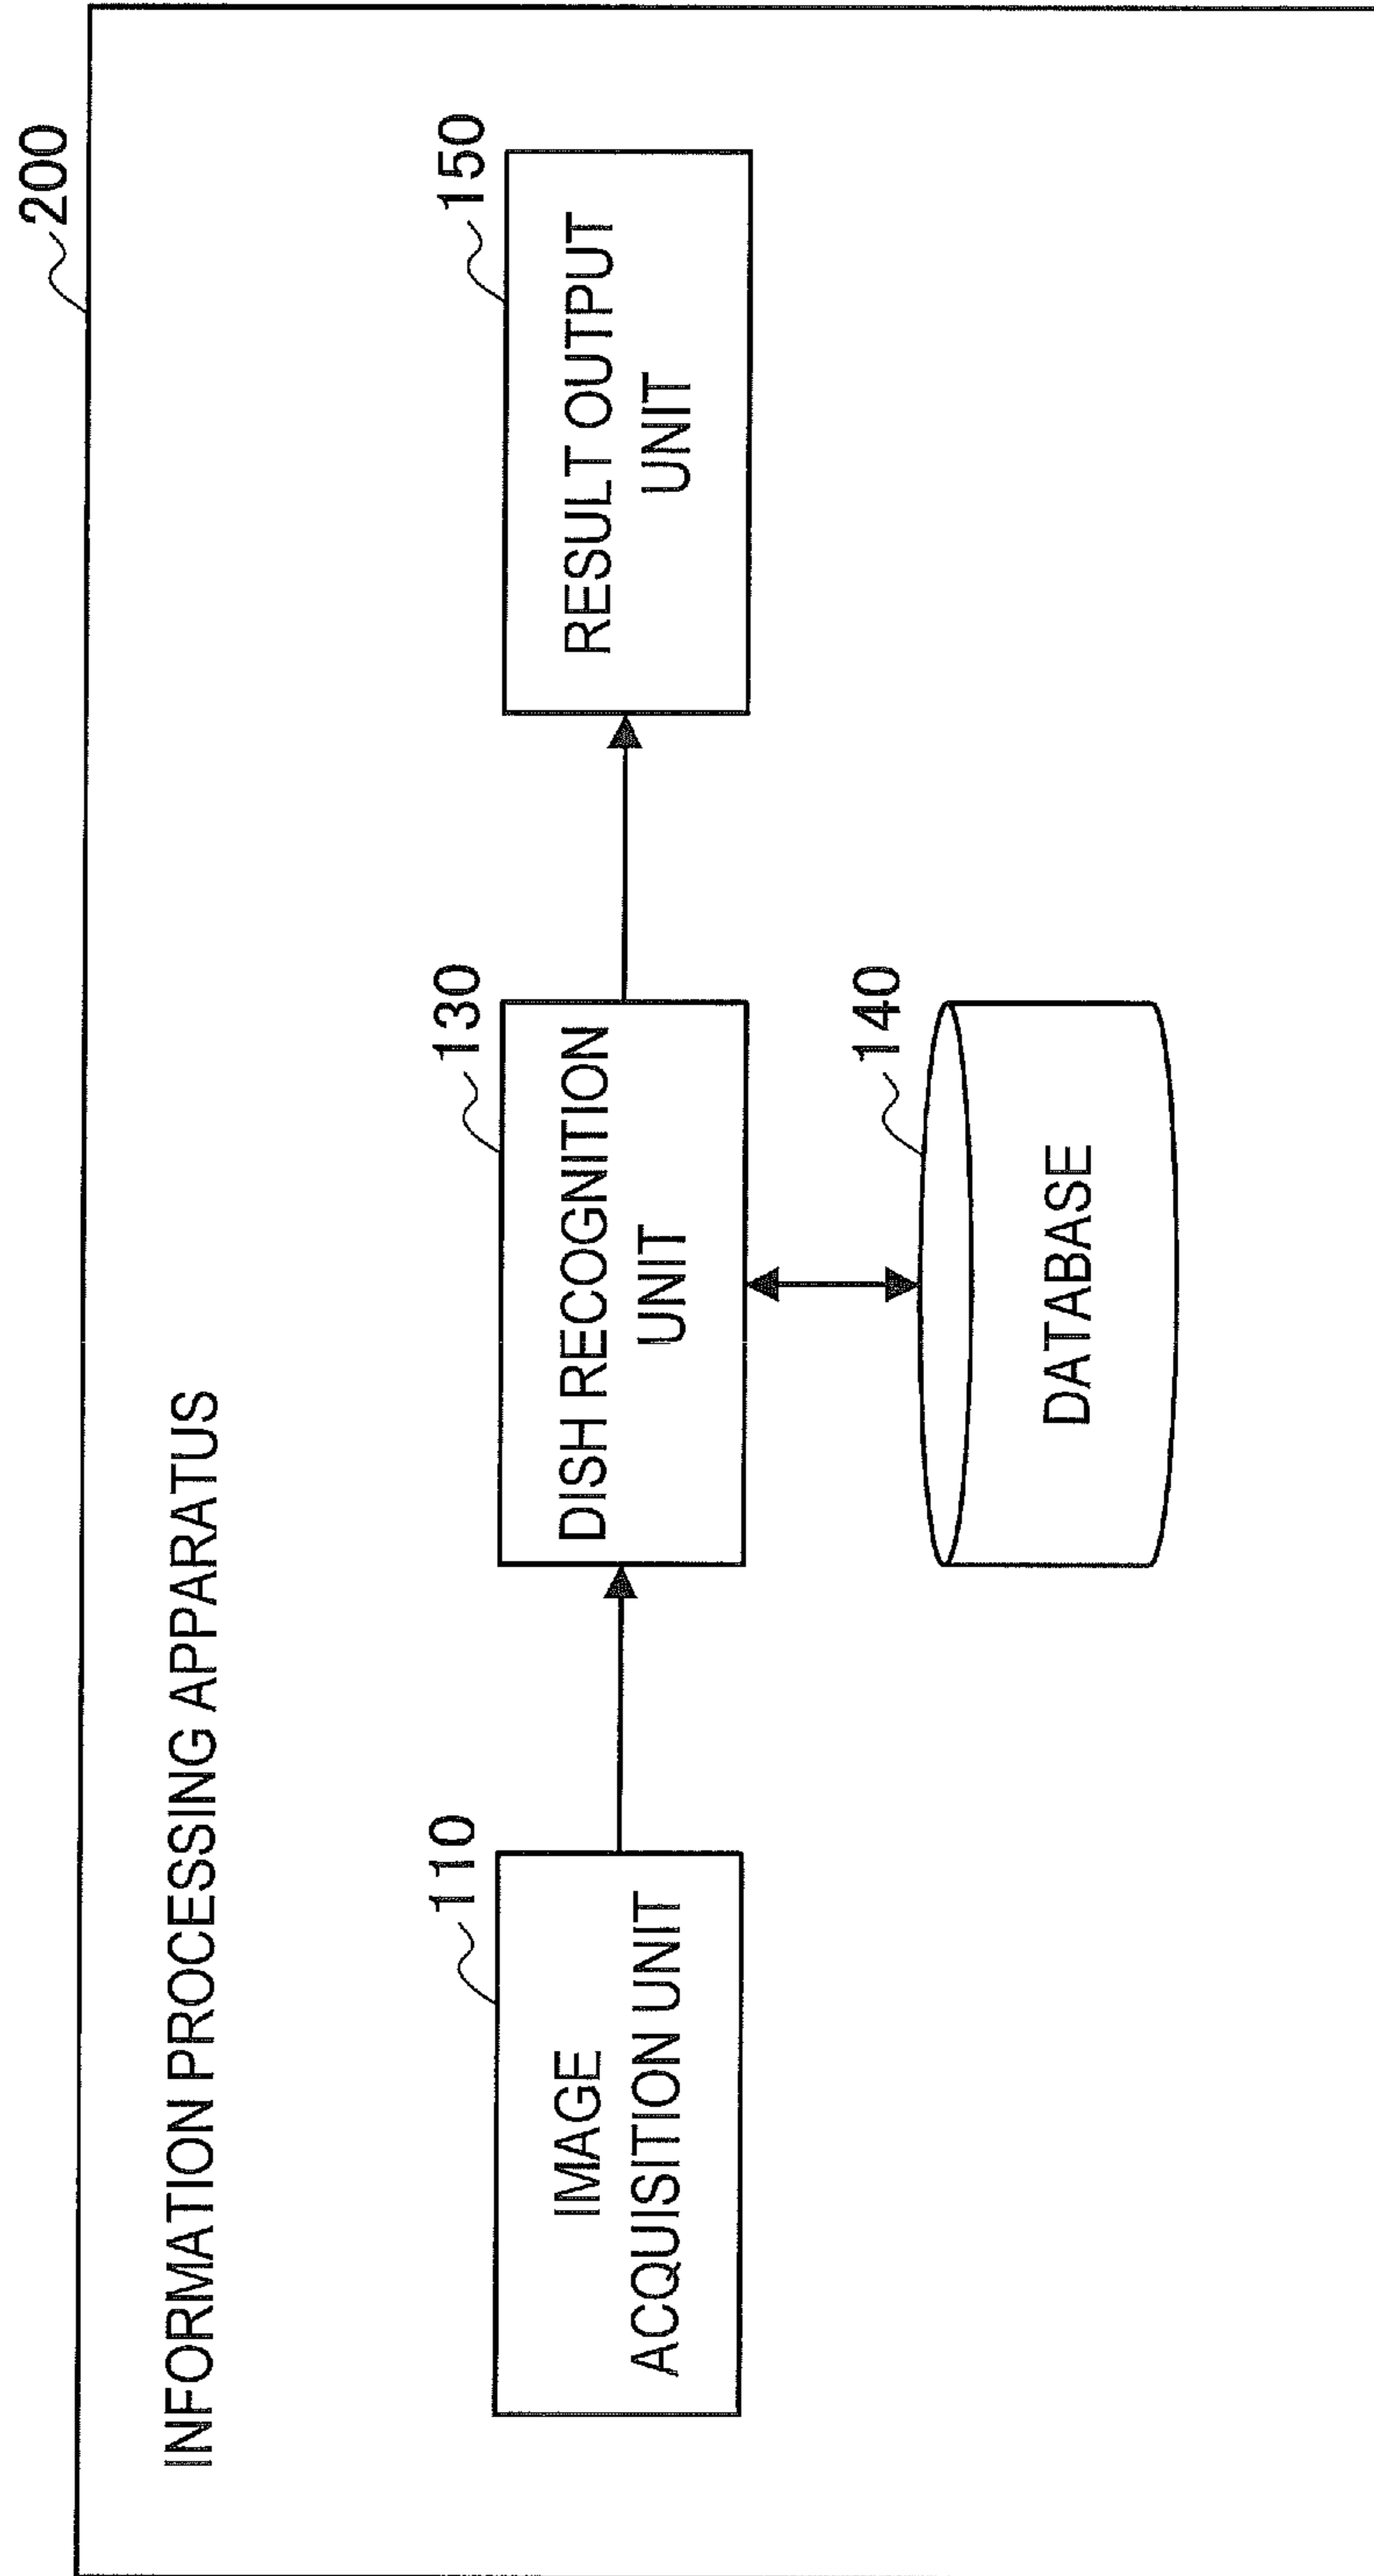 200
INFORMATION PROCESSING APPARATUS
110
IMAGE
ACQUISITION UNIT
130
DISH RECOGNITION
UNIT
150
RESULT OUTPUT
UNIT
140
DATABASE